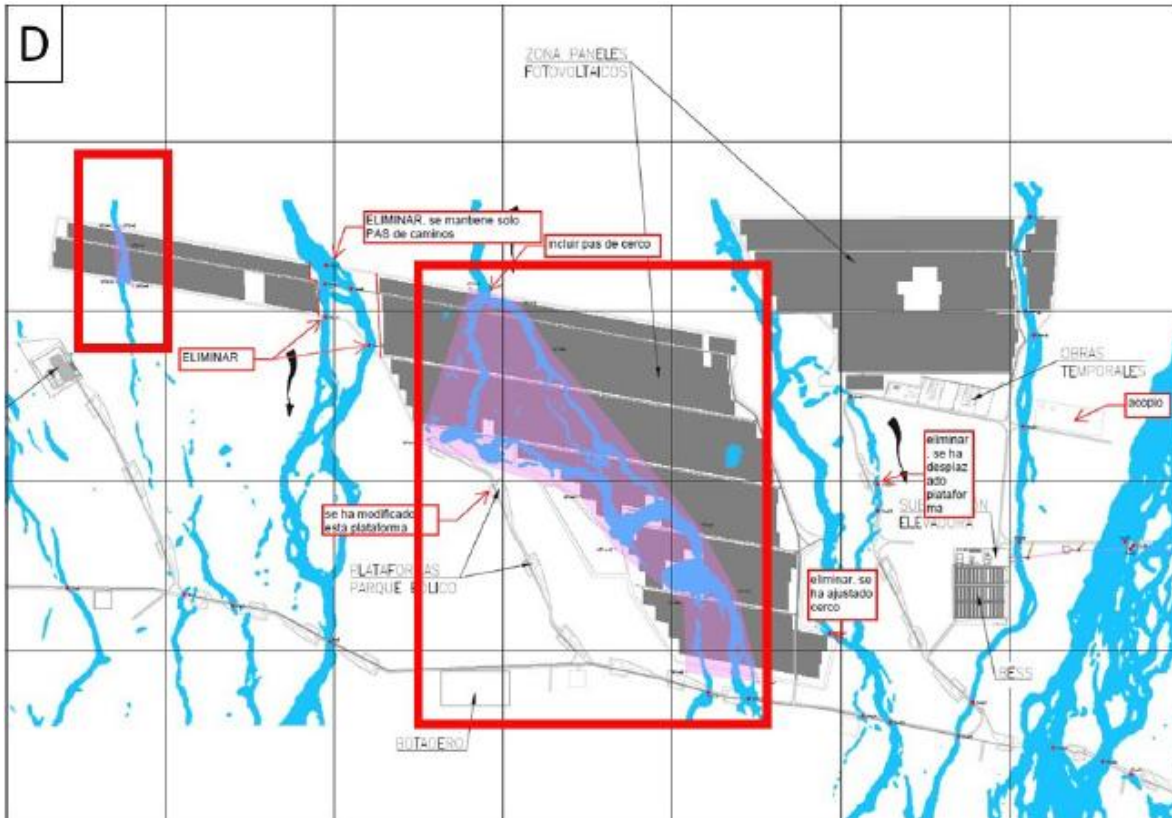 D
ZONA PANELES
FOTOVOLTAICOS
ELIMINAR. se mantiene solo
PAS de caminos
incluir pas de cerco
ELIMINAR
OBRAS
TEMPORALES
acopio
eliminar
. se ha
desplaz
ado
platafor
ma
se ha modificado
esta plataforma
ELEVADORA
PLATAFORMAS
PARQUE EOLICO
eliminar. se
ha ajustado
cerco
BESS
BOTADERO